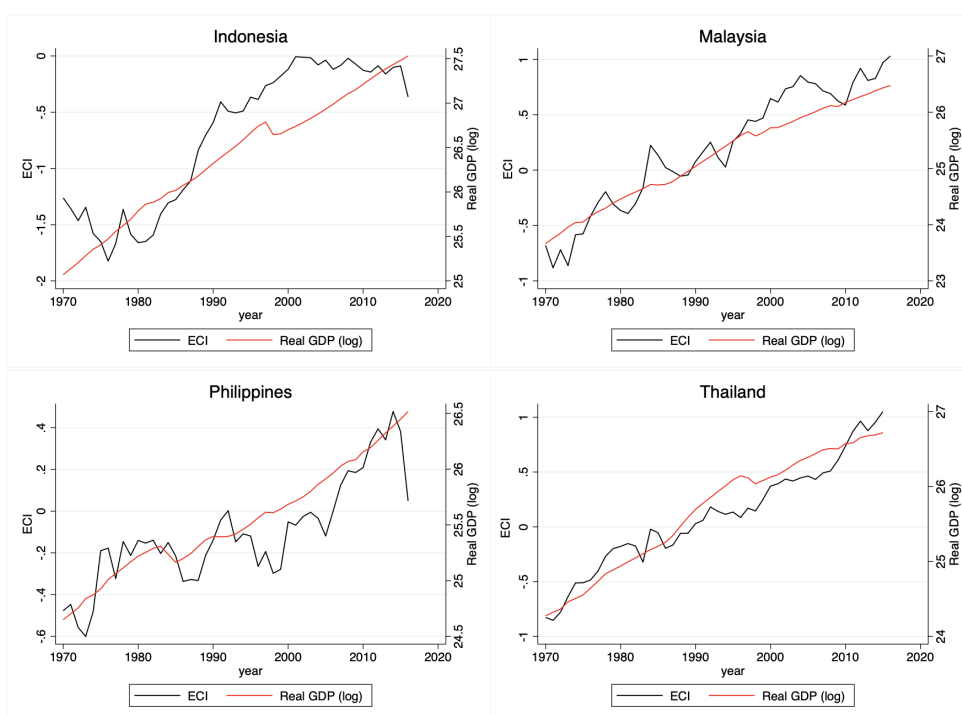 Indonesia
ECI
-2
-1.5
-1
-.5
0
25
25.5
26
26.5
27
27.5
Real GDP (log)
1970 1980 1990 2000 2010 2020
year
ECI Real GDP (log)
Malaysia
ECI
-1
-.5
0
.5
1
23
24
25
26
27
Real GDP (log)
1970 1980 1990 2000 2010 2020
year
ECI Real GDP (log)
Philippines
ECI
-.6
-.4
-.2
0
.2
.4
24.5
25
25.5
26
26.5
Real GDP (log)
1970 1980 1990 2000 2010 2020
year
ECI Real GDP (log)
Thailand
ECI
-1
-.5
0
.5
1
24
25
26
27
Real GDP (log)
1970 1980 1990 2000 2010 2020
year
ECI Real GDP (log)